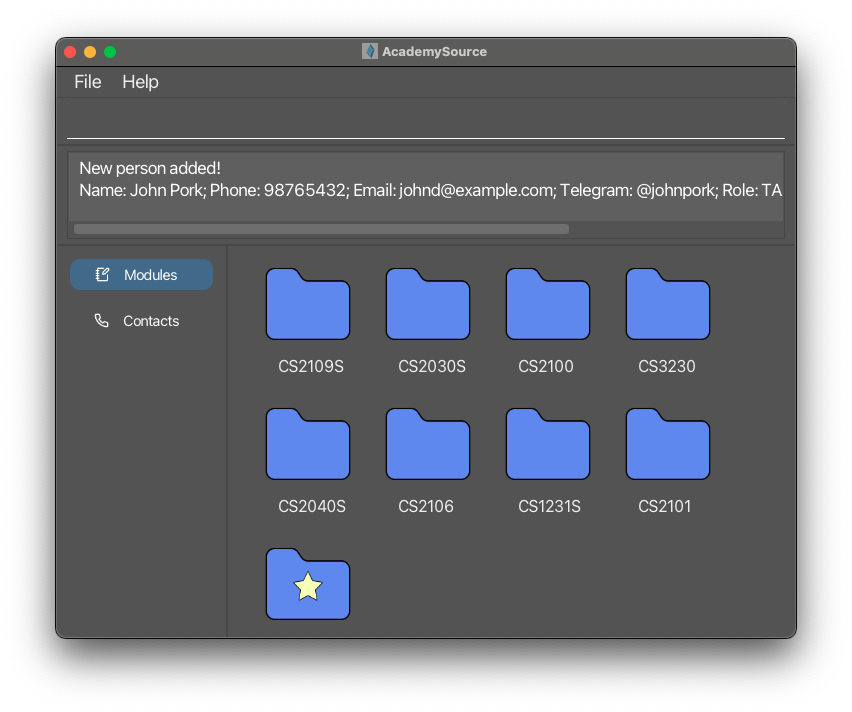 AcademySource
File Help
New person added!
Name: John Pork; Phone: 98765432; Email: johnd@example.com; Telegram: @johnpork; Role: TA
Modules
Contacts
CS2109S CS2030S CS2100 CS3230
CS2040S CS2106 CS1231S CS2101